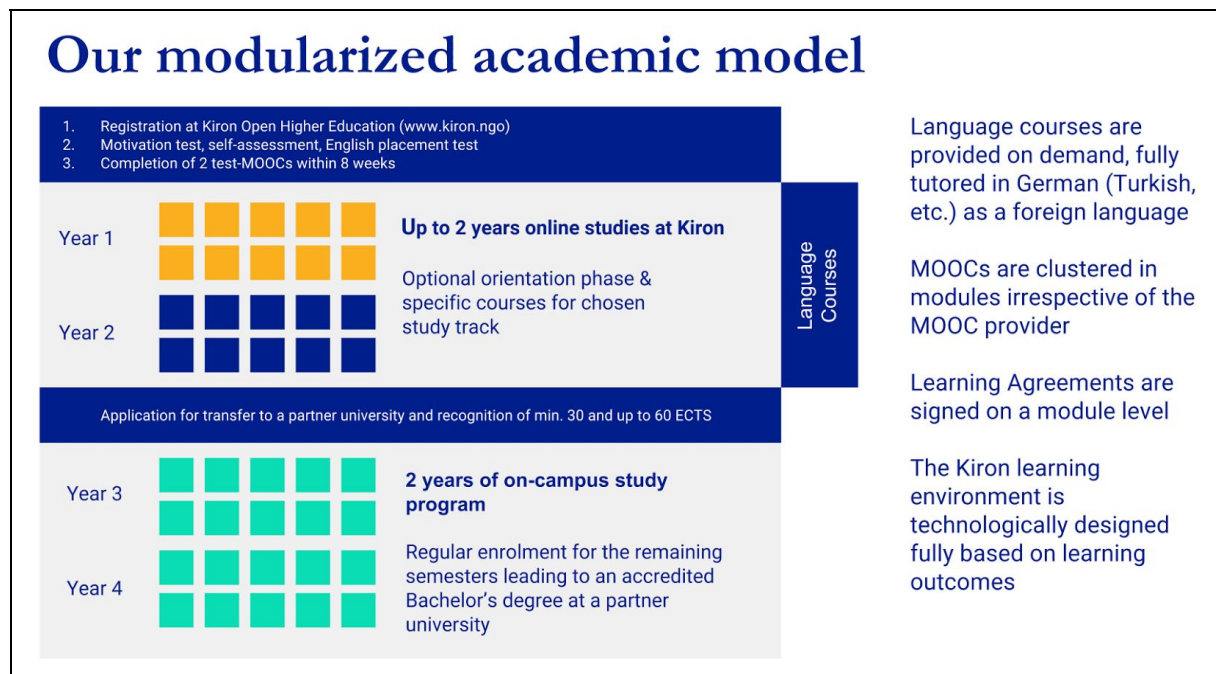 Our modularized academic model
1. Registration at Kiron Open Higher Education (www.kiron.ngo)
2. Motivation test, self-assessment, English placement test
3. Completion of 2 test-MOOCs within 8 weeks
Year 1
Year 2
Up to 2 years online studies at Kiron
Optional orientation phase &
specific courses for chosen
study track
Language
Courses
Application for transfer to a partner university and recognition of min. 30 and up to 60 ECTS
Year 3
Year 4
2 years of on-campus study
program
Regular enrolment for the remaining
semesters leading to an accredited
Bachelor's degree at a partner
university
Language courses are
provided on demand, fully
tutored in German (Turkish,
etc.) as a foreign language
MOOCs are clustered in
modules irrespective of the
MOOC provider
Learning Agreements are
signed on a module level
The Kiron learning
environment is
technologically designed
fully based on learning
outcomes